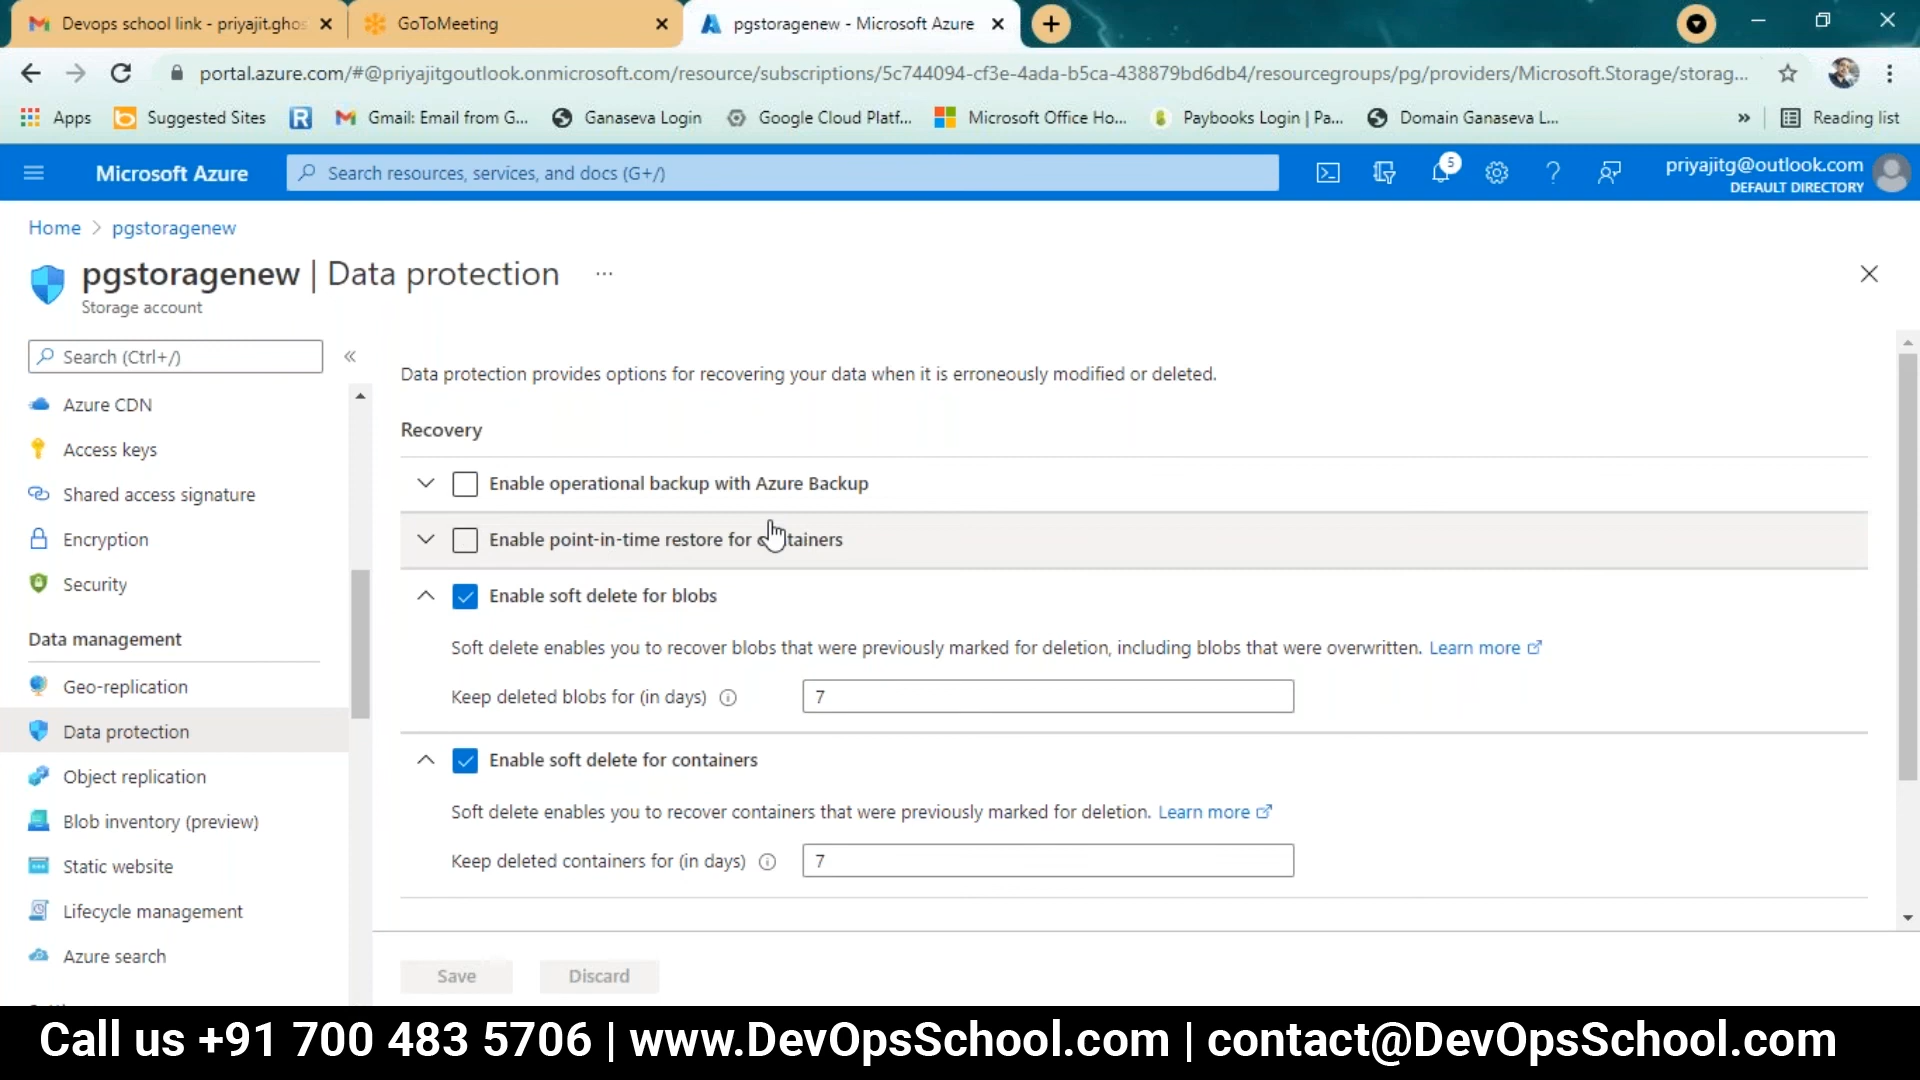 Devops school link - priyajit.ghos
GoToMeeting
pgstoragenew - Microsoft Azure
portal.azure.com/#@priyajitgoutlook.onmicrosoft.com/resource/subscriptions/5c744094-cf3e-4ada-b5ca-438879bd6db4/resourcegroups/pg/providers/Microsoft.Storage/storag...
Apps
Suggested Sites
Gmail: Email from G...
Ganaseva Login
Google Cloud Platf...
Microsoft Office Ho...
Paybooks Login | Pa...
Domain Ganaseva L...
Reading list
Microsoft Azure
Search resources, services, and docs (G+/)
5
priyajitg@outlook.com
DEFAULT DIRECTORY
Home > pgstoragenew
pgstoragenew | Data protection ...
Storage account
Search (Ctrl+/)
Azure CDN
Access keys
Shared access signature
Encryption
Security
Data management
Geo-replication
Data protection
Object replication
Blob inventory (preview)
Static website
Lifecycle management
Azure search
Data protection provides options for recovering your data when it is erroneously modified or deleted.
Recovery
Enable operational backup with Azure Backup
Enable point-in-time restore for containers
Enable soft delete for blobs
Soft delete enables you to recover blobs that were previously marked for deletion, including blobs that were overwritten. Learn more
Keep deleted blobs for (in days) 7
Enable soft delete for containers
Soft delete enables you to recover containers that were previously marked for deletion. Learn more
Keep deleted containers for (in days) 7
Save
Discard
Call us +91 700 483 5706 | www.DevOpsSchool.com | contact@DevOpsSchool.com